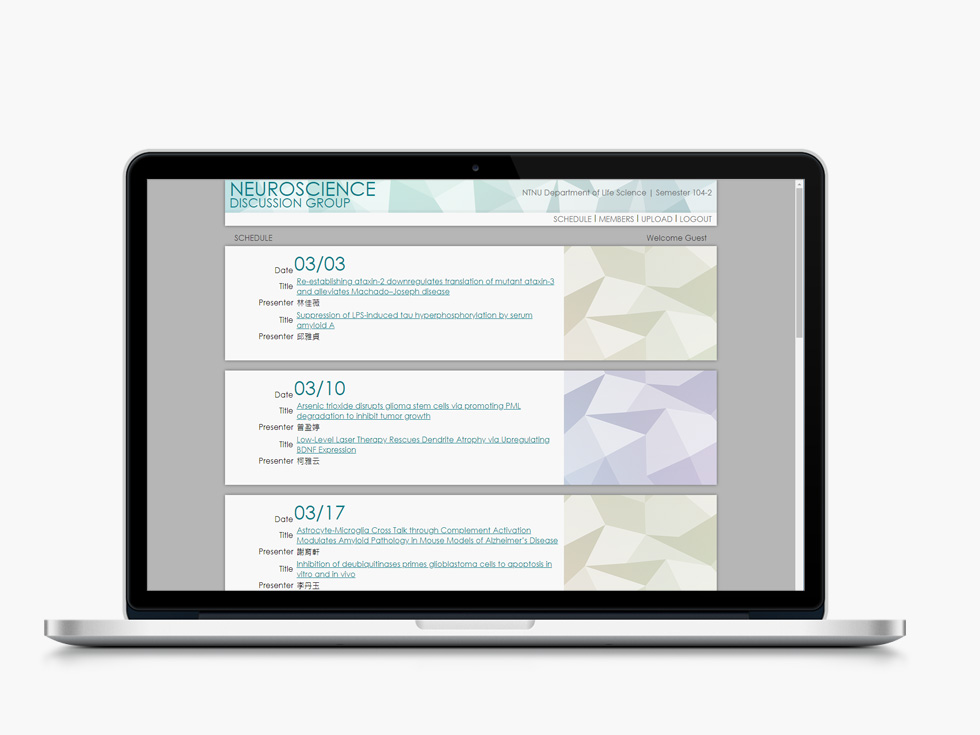 NEUROSCIENCE
DISCUSSION GROUP
NTNU Department of Life Science | Semester 104-2
SCHEDULE | MEMBERS | UPLOAD | LOGOUT
SCHEDULE
Welcome Guest
Date 03/03
Title Re-establishing ataxin-2 downregulates translation of mutant ataxin-3
and alleviates Machado–Joseph disease
Presenter 林佳薇
Title Suppression of LPS-induced tau hyperphosphorylation by serum
amyloid A
Presenter 邱雅貞
Date 03/10
Title Arsenic trioxide disrupts glioma stem cells via promoting PML
degradation to inhibit tumor growth
Presenter 曾盈婷
Title Low-Level Laser Therapy Rescues Dendrite Atrophy via Upregulating
BDNF Expression
Presenter 柯雅云
Date 03/17
Title Astrocyte-Microglia Cross Talk through Complement Activation
Modulates Amyloid Pathology in Mouse Models of Alzheimer's Disease
Presenter 謝宛軒
Title Inhibition of deubiquitinases primes glioblastoma cells to apoptosis in
vitro and in vivo
Presenter 李丹玉